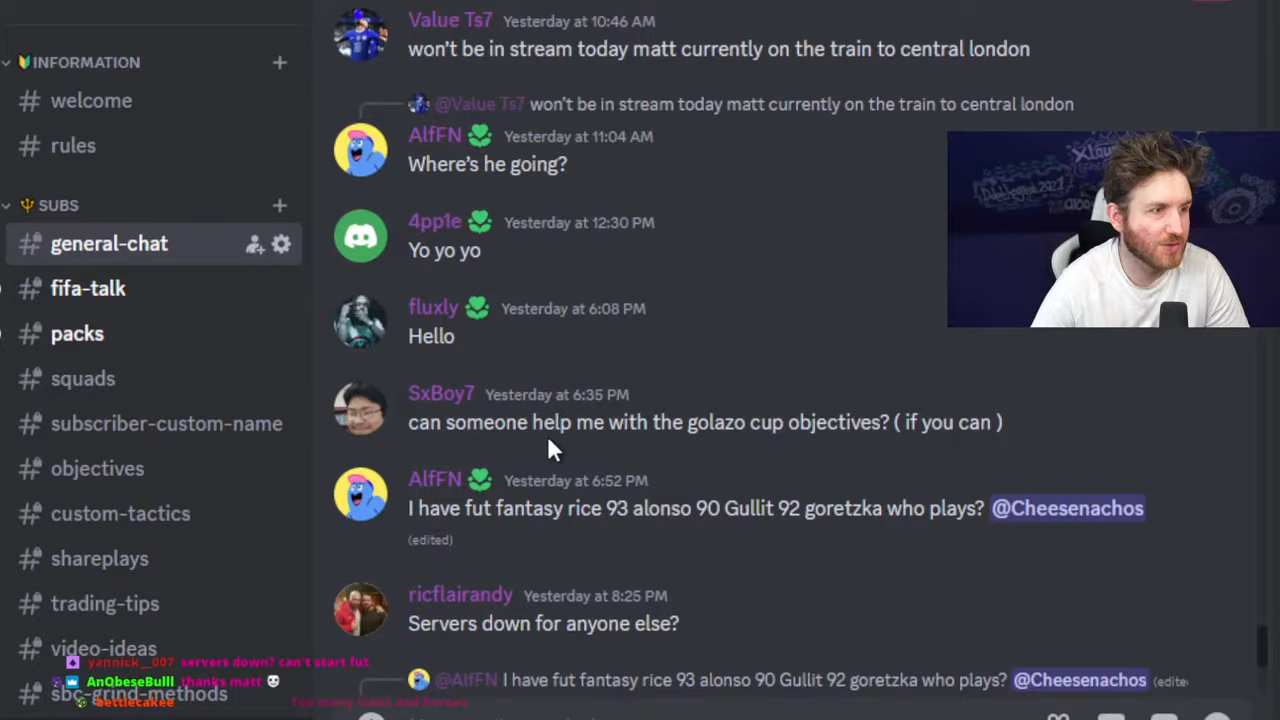 Value Ts7 Yesterday at 10:46 AM
won't be in stream today matt currently on the train to central london
@Value Ts7 won't be in stream today matt currently on the train to central london
AlfFN Yesterday at 11:04 AM
Where's he going?
4pp1e Yesterday at 12:30 PM
Yo yo yo
fluxly Yesterday at 6:08 PM
Hello
SxBoy7 Yesterday at 6:35 PM
can someone help me with the golazo cup objectives? ( if you can )
AlfFN Yesterday at 6:52 PM
I have fut fantasy rice 93 alonso 90 Gullit 92 goretzka who plays? @Cheesenachos
(edited)
ricflairandy Yesterday at 8:25 PM
Servers down for anyone else?
@AlfFN I have fut fantasy rice 93 alonso 90 Gullit 92 goretzka who plays? @Cheesenachos (edite
INFORMATION
# welcome
# rules
SUBS
# general-chat
# fifa-talk
# packs
# squads
# subscriber-custom-name
# objectives
# custom-tactics
# shareplays
# trading-tips
# video-ideas
# sbc-grind-methods
yannick__007 servers down? can't start fut
AnObeseBulll thanks matt
bettlecakee
Too many icons and heroes